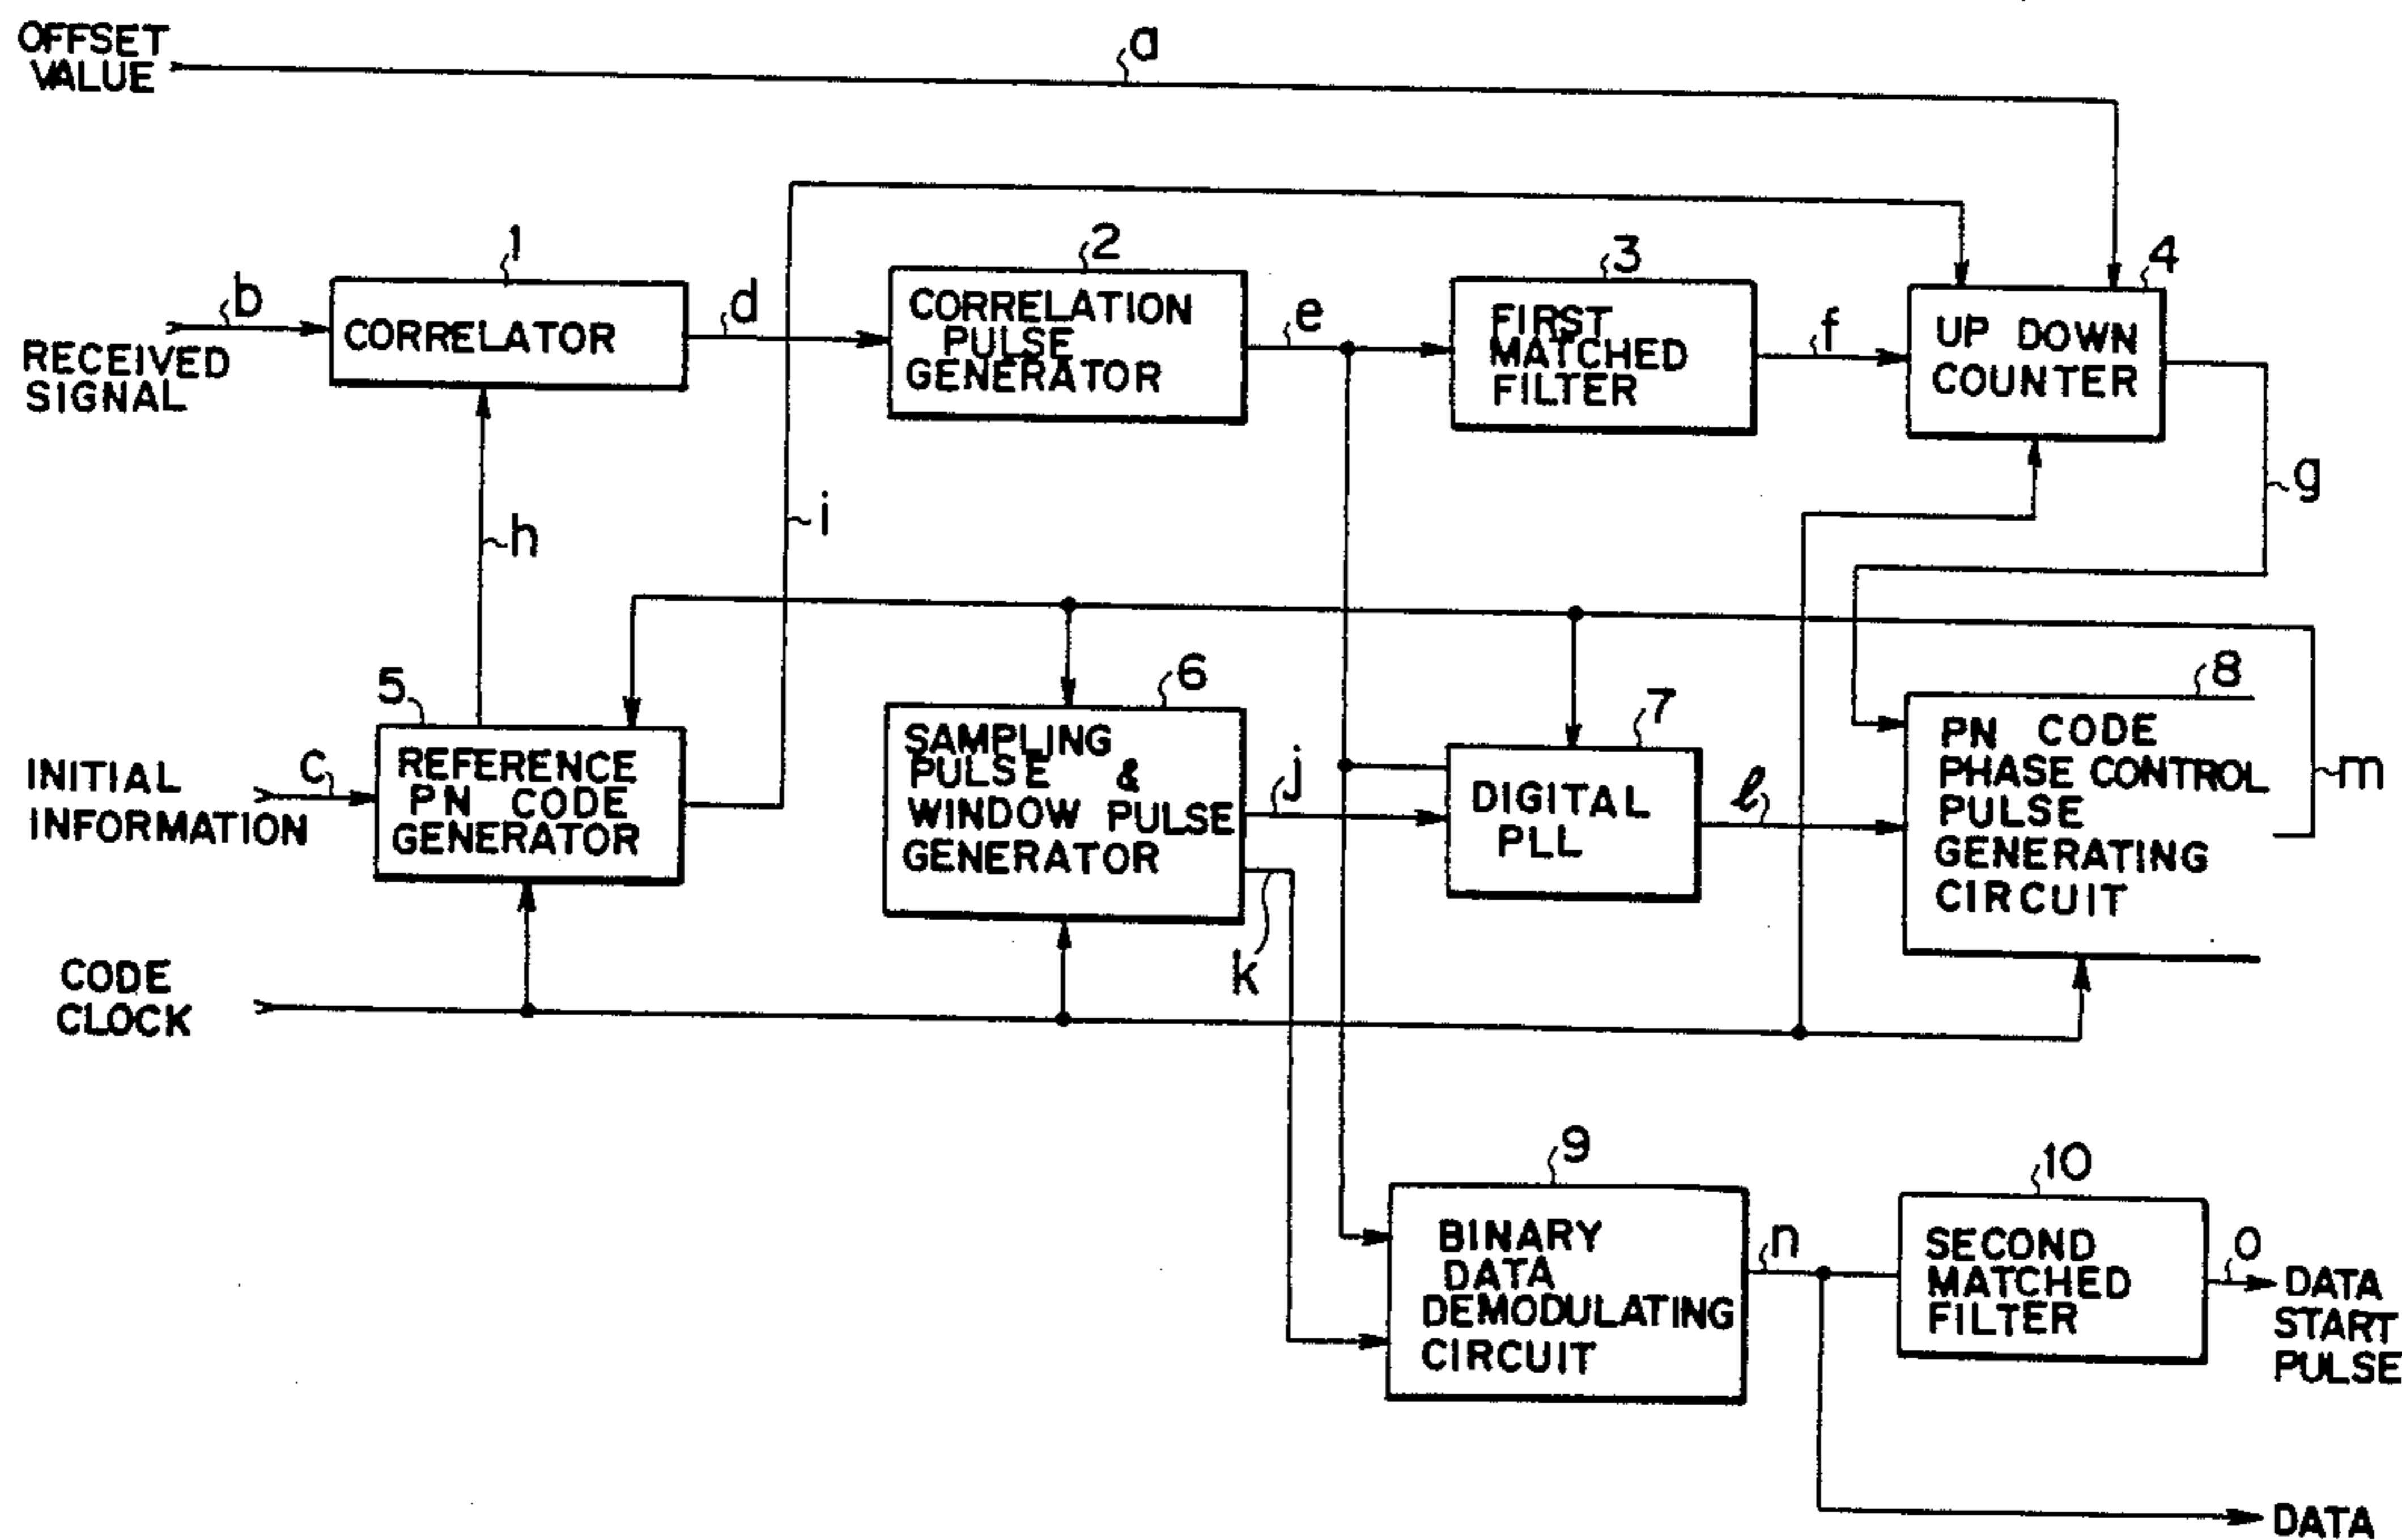 OFFSET
VALUE
a
1
2
3
4
b
CORRELATOR
d
CORRELATION
PULSE
GENERATOR
e
FIRST
MATCHED
FILTER
f
UP DOWN
COUNTER
RECEIVED
SIGNAL
g
h
i
5
6
7
8
INITIAL
INFORMATION
c
REFERENCE
PN CODE
GENERATOR
SAMPLING
PULSE &
WINDOW PULSE
GENERATOR
j
k
DIGITAL
PLL
ℓ
PN CODE
PHASE CONTROL
PULSE
GENERATING
CIRCUIT
m
CODE
CLOCK
9
10
BINARY
DATA
DEMODULATING
CIRCUIT
n
SECOND
MATCHED
FILTER
o
DATA
START
PULSE
DATA